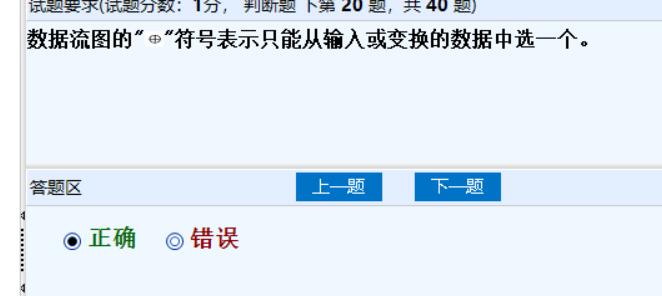 试题要求(试题分数：1分， 判断题 下第 20 题，共 40 题)
数据流图的"⊕"符号表示只能从输入或变换的数据中选一个。
答题区 上一题 下一题
正确 错误